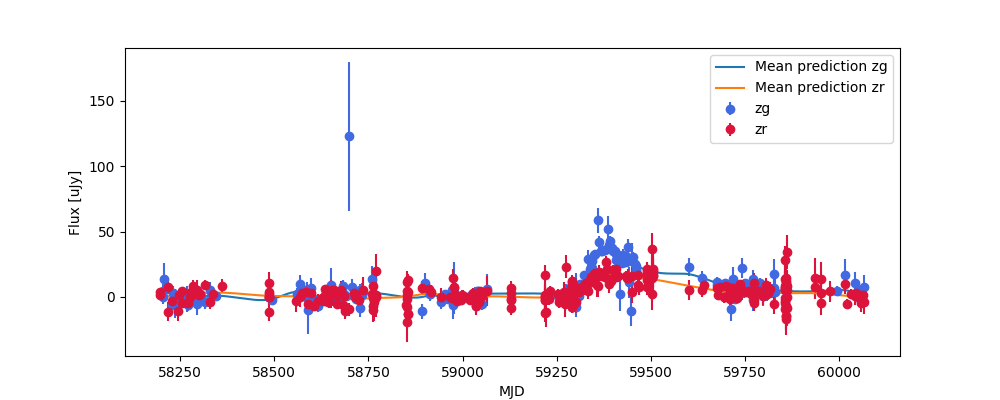 Mean prediction zg
Mean prediction zr
zg
zr
150
100
50
0
Flux [uJy]
58250 58500 58750 59000 59250 59500 59750 60000
MJD